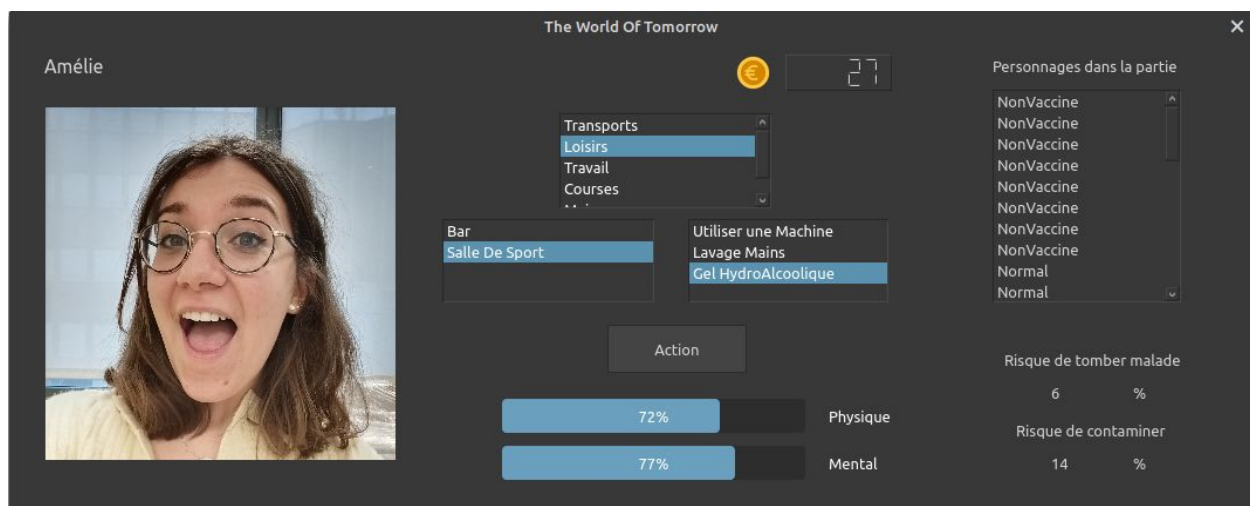 The World Of Tomorrow
Amélie
€
27
Transports
Loisirs
Travail
Courses
Bar
Salle De Sport
Utiliser une Machine
Lavage Mains
Gel HydroAlcoolique
Action
72%
Physique
77%
Mental
Personnages dans la partie
NonVaccine
NonVaccine
NonVaccine
NonVaccine
NonVaccine
NonVaccine
NonVaccine
NonVaccine
Normal
Normal
Risque de tomber malade
6 %
Risque de contaminer
14 %